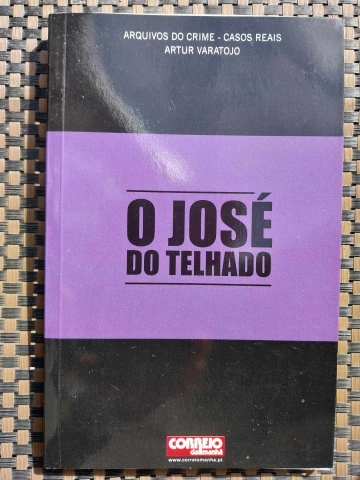 ARQUIVOS DO CRIME - CASOS REAIS
ARTUR VARATOJO
O JOSÉ
DO TELHADO
CORREIO
da manhã
www.correiomanha.pt